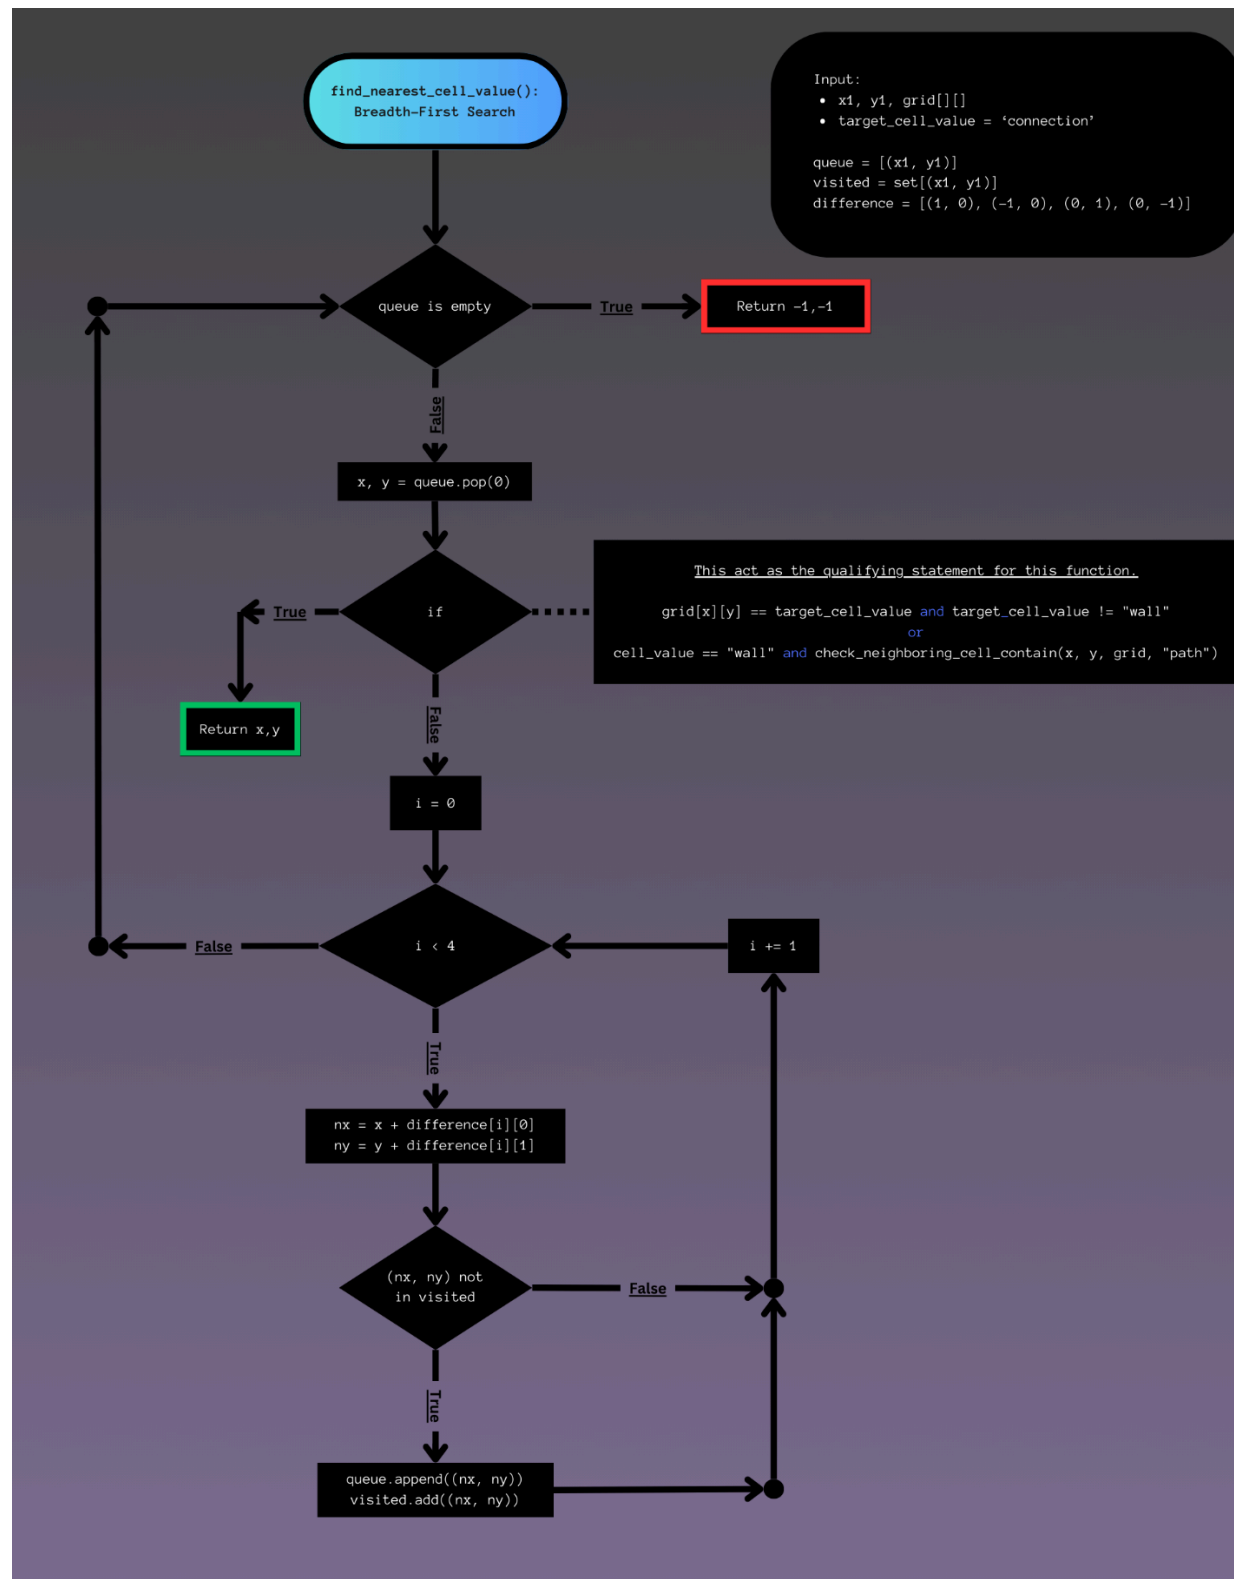 find_nearest_cell_value():
Breadth-First Search
Input:
• x1, y1, grid[][]
• target_cell_value = ‘connection’
queue = [(x1, y1)]
visited = set[(x1, y1)]
difference = [(1, 0), (-1, 0), (0, 1), (0, -1)]
queue is empty
True
Return -1,-1
False
x, y = queue.pop(0)
if
True
Return x,y
This act as the qualifying statement for this function.
grid[x][y] == target_cell_value and target_cell_value != "wall"
or
cell_value == "wall" and check_neighboring_cell_contain(x, y, grid, "path")
False
i = 0
i < 4
False
i += 1
True
nx = x + difference[i][0]
ny = y + difference[i][1]
(nx, ny) not
in visited
False
True
queue.append((nx, ny))
visited.add((nx, ny))